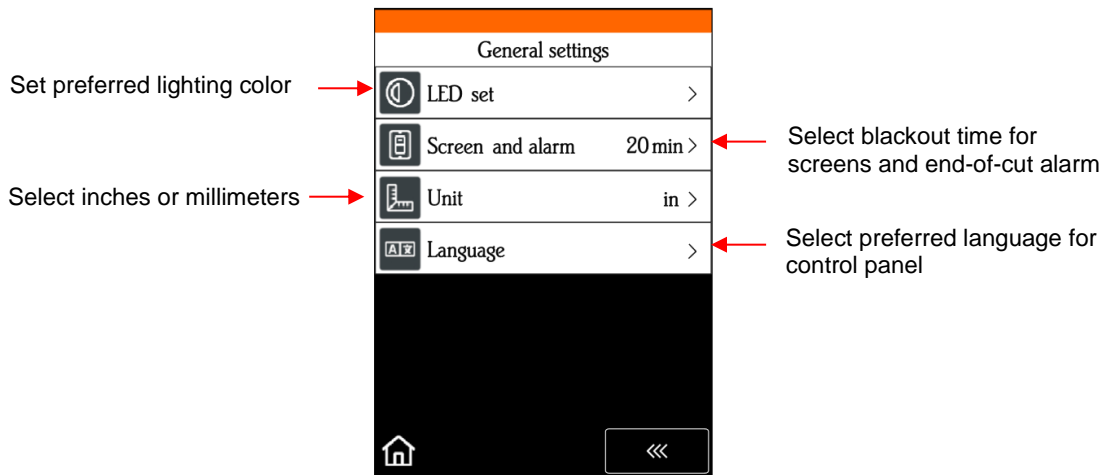 General settings
Set preferred lighting color
LED set
Screen and alarm 20 min >
Select blackout time for
screens and end-of-cut alarm
Select inches or millimeters
Unit in >
A 文
Language
Select preferred language for
control panel
<<<